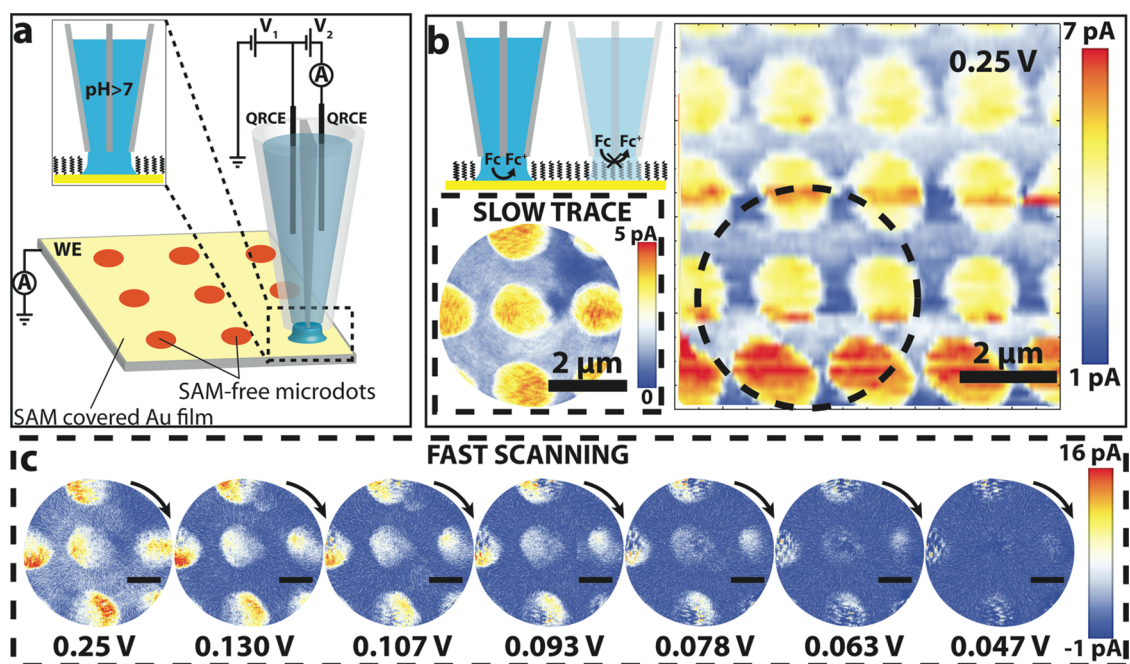 a
pH>7
V1
V2
A
QRCE
QRCE
WE
A
SAM-free microdots
SAM covered Au film
b
Fc Fc+
Fc Fc+
SLOW TRACE
5 pA
2 µm
0
0.25 V
7 pA
2 µm
1 pA
c
FAST SCANNING
16 pA
0.25 V
0.130 V
0.107 V
0.093 V
0.078 V
0.063 V
0.047 V
-1 pA